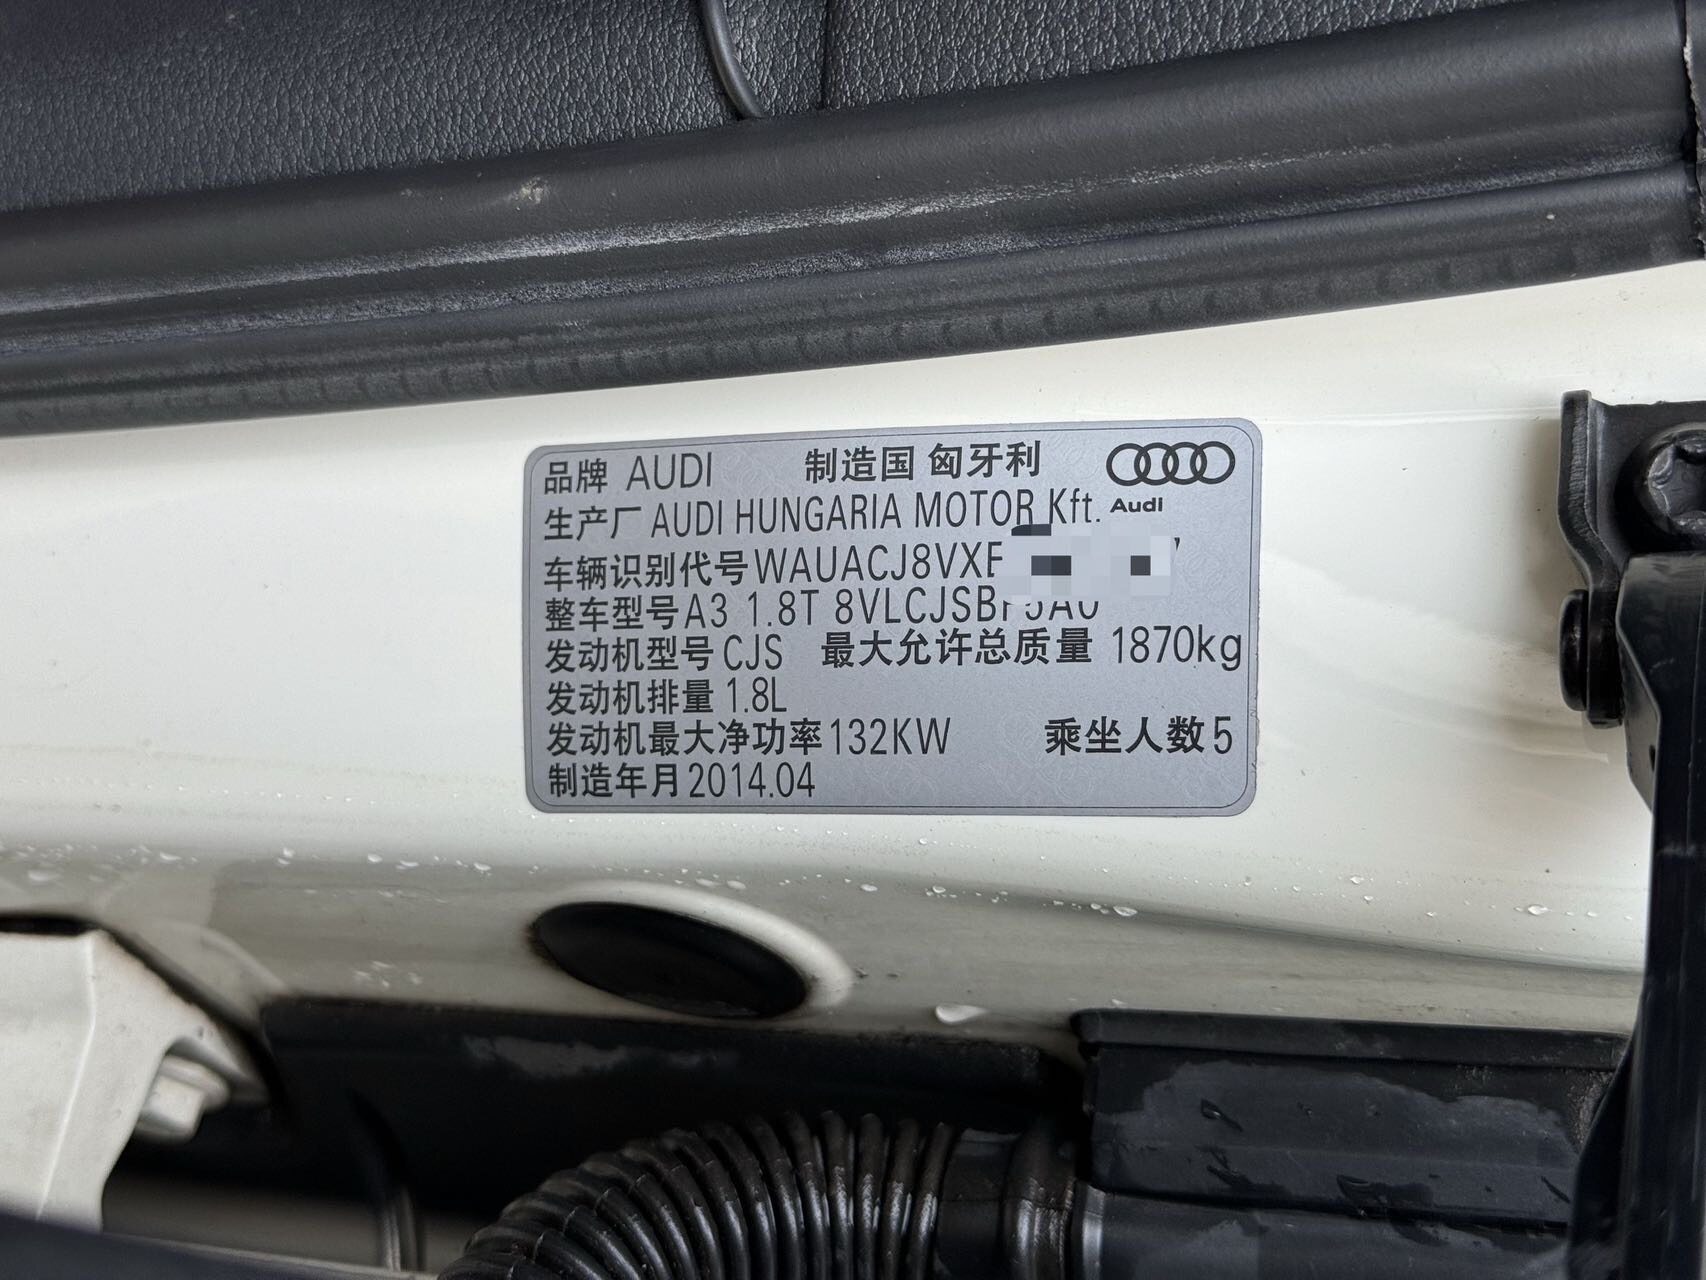 品牌 AUDI 制造国 匈牙利
生产厂 AUDI HUNGARIA MOTOR Kft. Audi
车辆识别代号 WAUACJ8VXE
整车型号 A3 1.8T 8VLCJSBF5A0
发动机型号 CJS 最大允许总质量 1870kg
发动机排量 1.8L
发动机最大净功率 132KW 乘坐人数 5
制造年月 2014.04